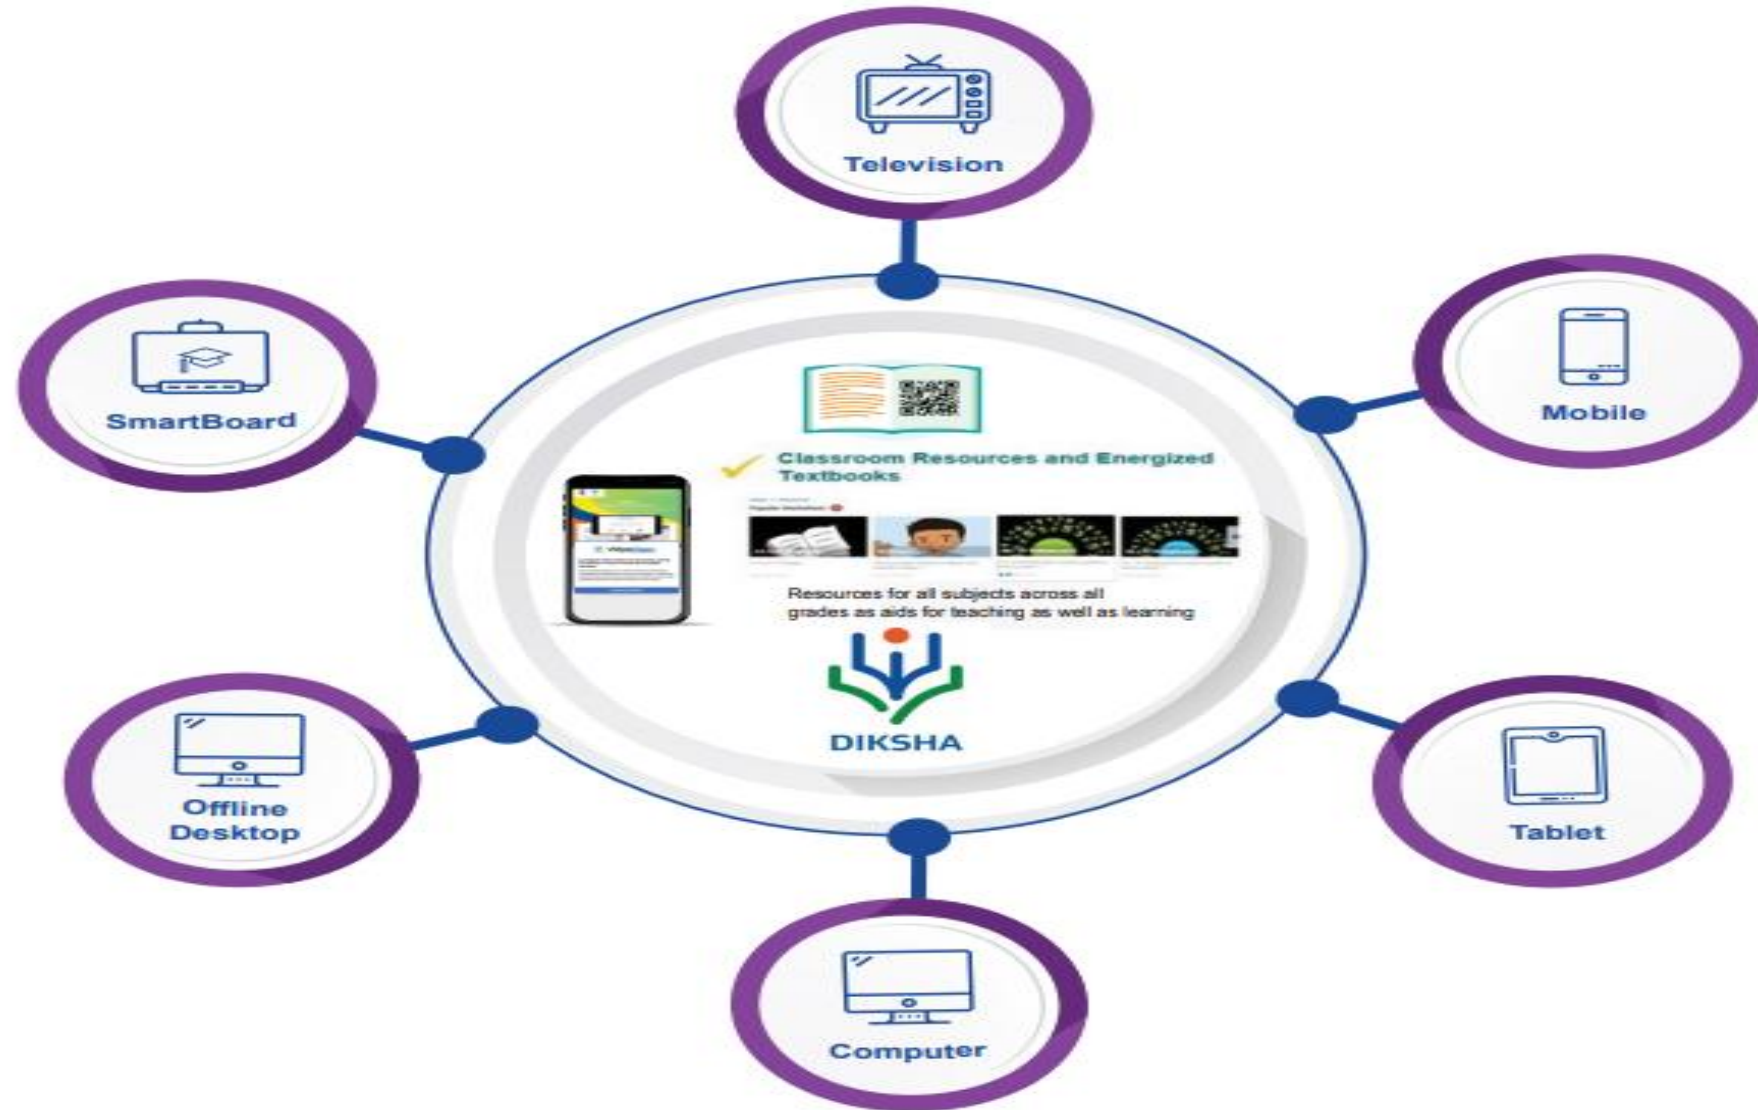 Television
SmartBoard
Mobile
Classroom Resources and Energized
Textbooks
Resources for all subjects across all
grades as aids for teaching as well as learning
DIKSHA
Offline
Desktop
Tablet
Computer